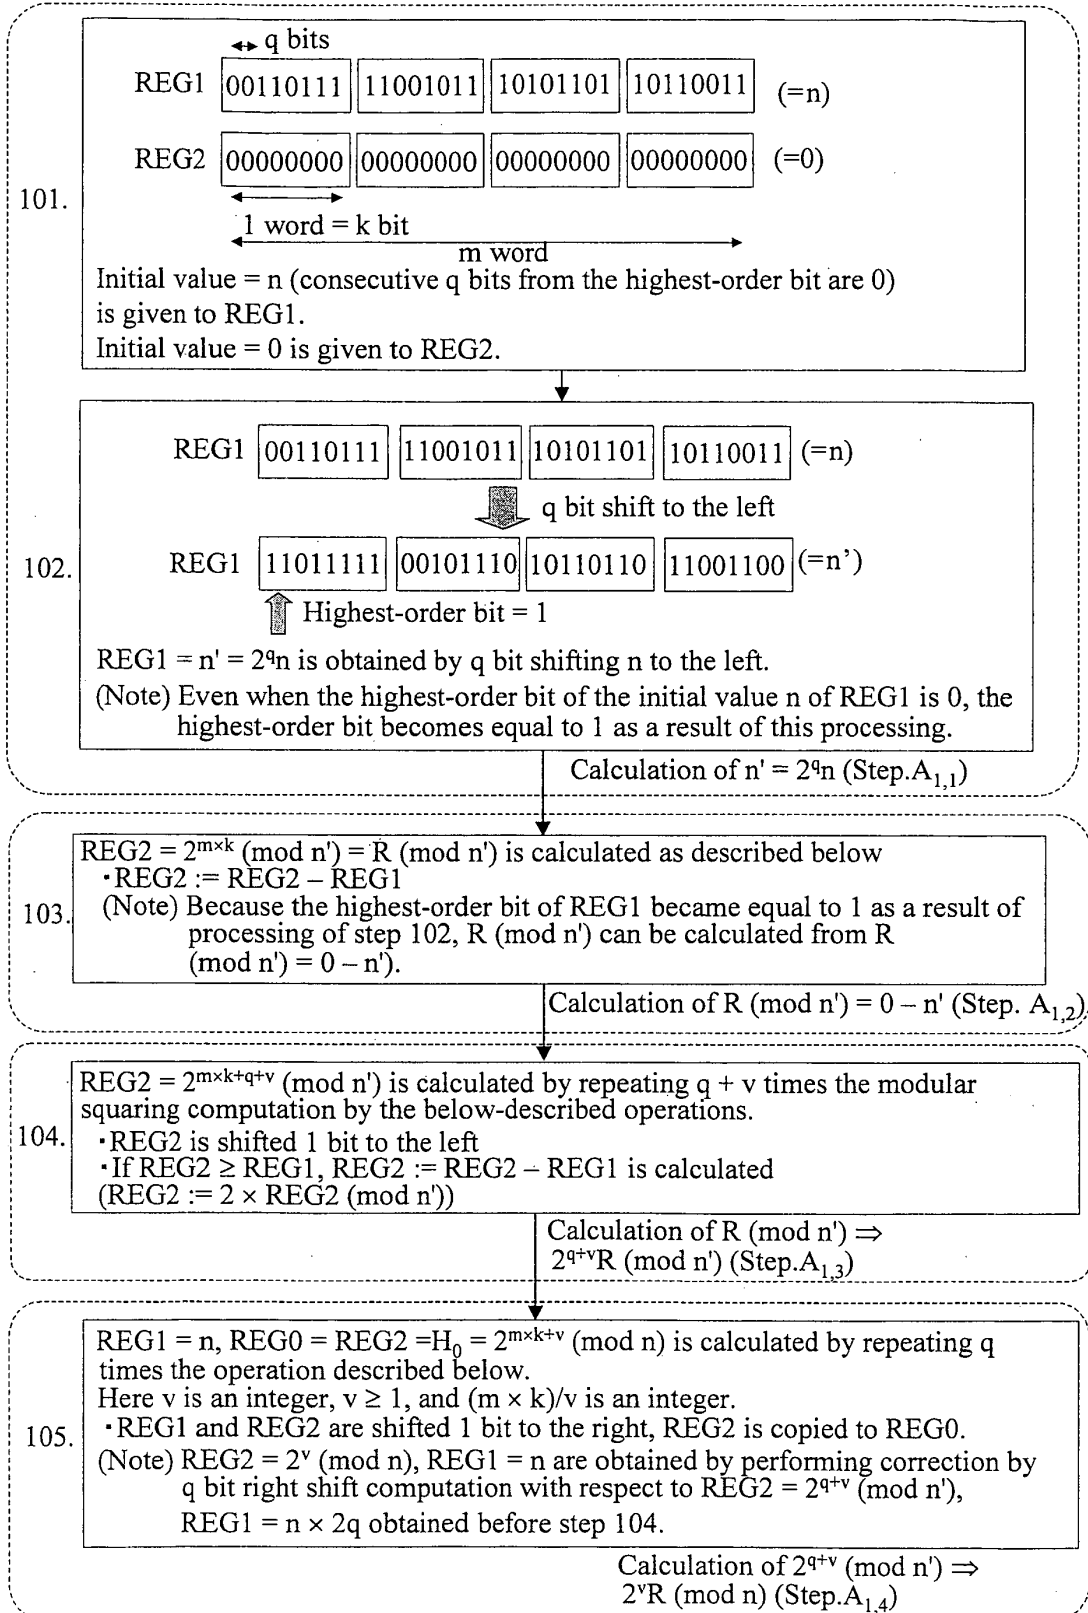 q bits
REG1 00110111 11001011 10101101 10110011 (=n)
REG2 00000000 00000000 00000000 00000000 (=0)
101.
1 word = k bit
m word
Initial value = n (consecutive q bits from the highest-order bit are 0)
is given to REG1.
Initial value = 0 is given to REG2.
REG1 00110111 11001011 10101101 10110011 (=n)
q bit shift to the left
102.
REG1 11011111 00101110 10110110 11001100 (=n’)
Highest-order bit = 1
REG1 = n' = 2^q n is obtained by q bit shifting n to the left.
(Note) Even when the highest-order bit of the initial value n of REG1 is 0, the
highest-order bit becomes equal to 1 as a result of this processing.
Calculation of n' = 2^q n (Step.A_{1,1})
REG2 = 2^{m×k} (mod n') = R (mod n') is calculated as described below
・REG2 := REG2 – REG1
103.
(Note) Because the highest-order bit of REG1 became equal to 1 as a result of
processing of step 102, R (mod n') can be calculated from R
(mod n') = 0 – n').
Calculation of R (mod n') = 0 – n' (Step. A_{1,2})
REG2 = 2^{m×k+q+v} (mod n') is calculated by repeating q + v times the modular
squaring computation by the below-described operations.
104.
・REG2 is shifted 1 bit to the left
・If REG2 ≥ REG1, REG2 := REG2 – REG1 is calculated
(REG2 := 2 × REG2 (mod n'))
Calculation of R (mod n') ⇒
2^{q+v}R (mod n') (Step.A_{1,3})
REG1 = n, REG0 = REG2 =H_0 = 2^{m×k+v} (mod n) is calculated by repeating q
times the operation described below.
Here v is an integer, v ≥ 1, and (m × k)/v is an integer.
105.
・REG1 and REG2 are shifted 1 bit to the right, REG2 is copied to REG0.
(Note) REG2 = 2^v (mod n), REG1 = n are obtained by performing correction by
q bit right shift computation with respect to REG2 = 2^{q+v} (mod n'),
REG1 = n × 2q obtained before step 104.
Calculation of 2^{q+v} (mod n') ⇒
2^vR (mod n) (Step.A_{1,4})